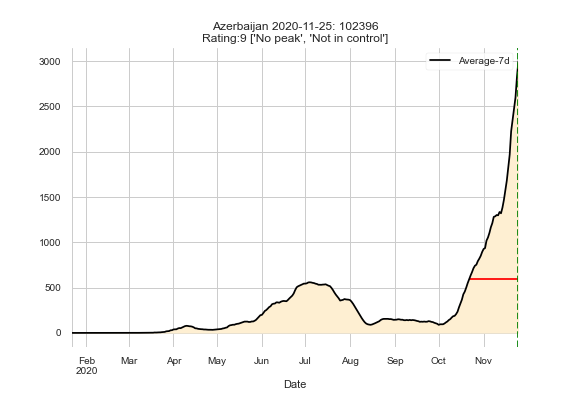 Azerbaijan 2020-11-25: 102396
Rating:9 ['No peak', 'Not in control']
Average-7d
3000
2500
2000
1500
1000
500
0
Feb Mar Apr May Jun Jul Aug Sep Oct Nov
2020
Date